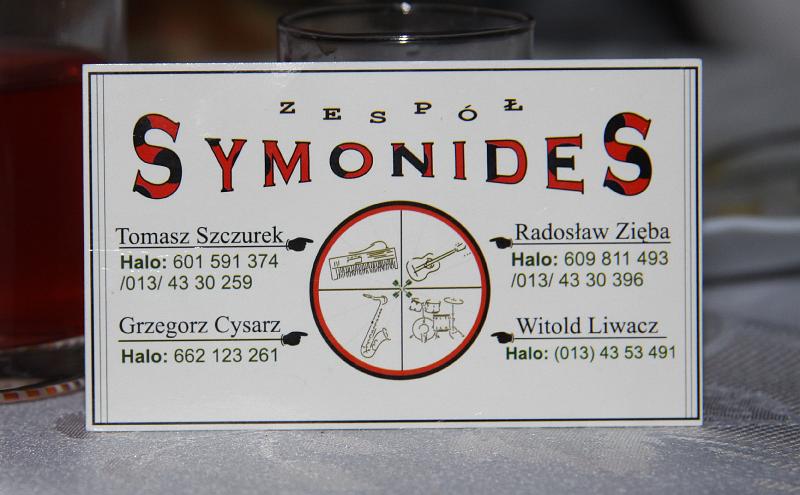 ZESPÓŁ
SYMONIDES
Tomasz Szczurek
Halo: 601 591 374
/013/ 43 30 259
Radosław Zięba
Halo: 609 811 493
/013/ 43 30 396
Grzegorz Cysarz
Halo: 662 123 261
Witold Liwacz
Halo: (013) 43 53 491